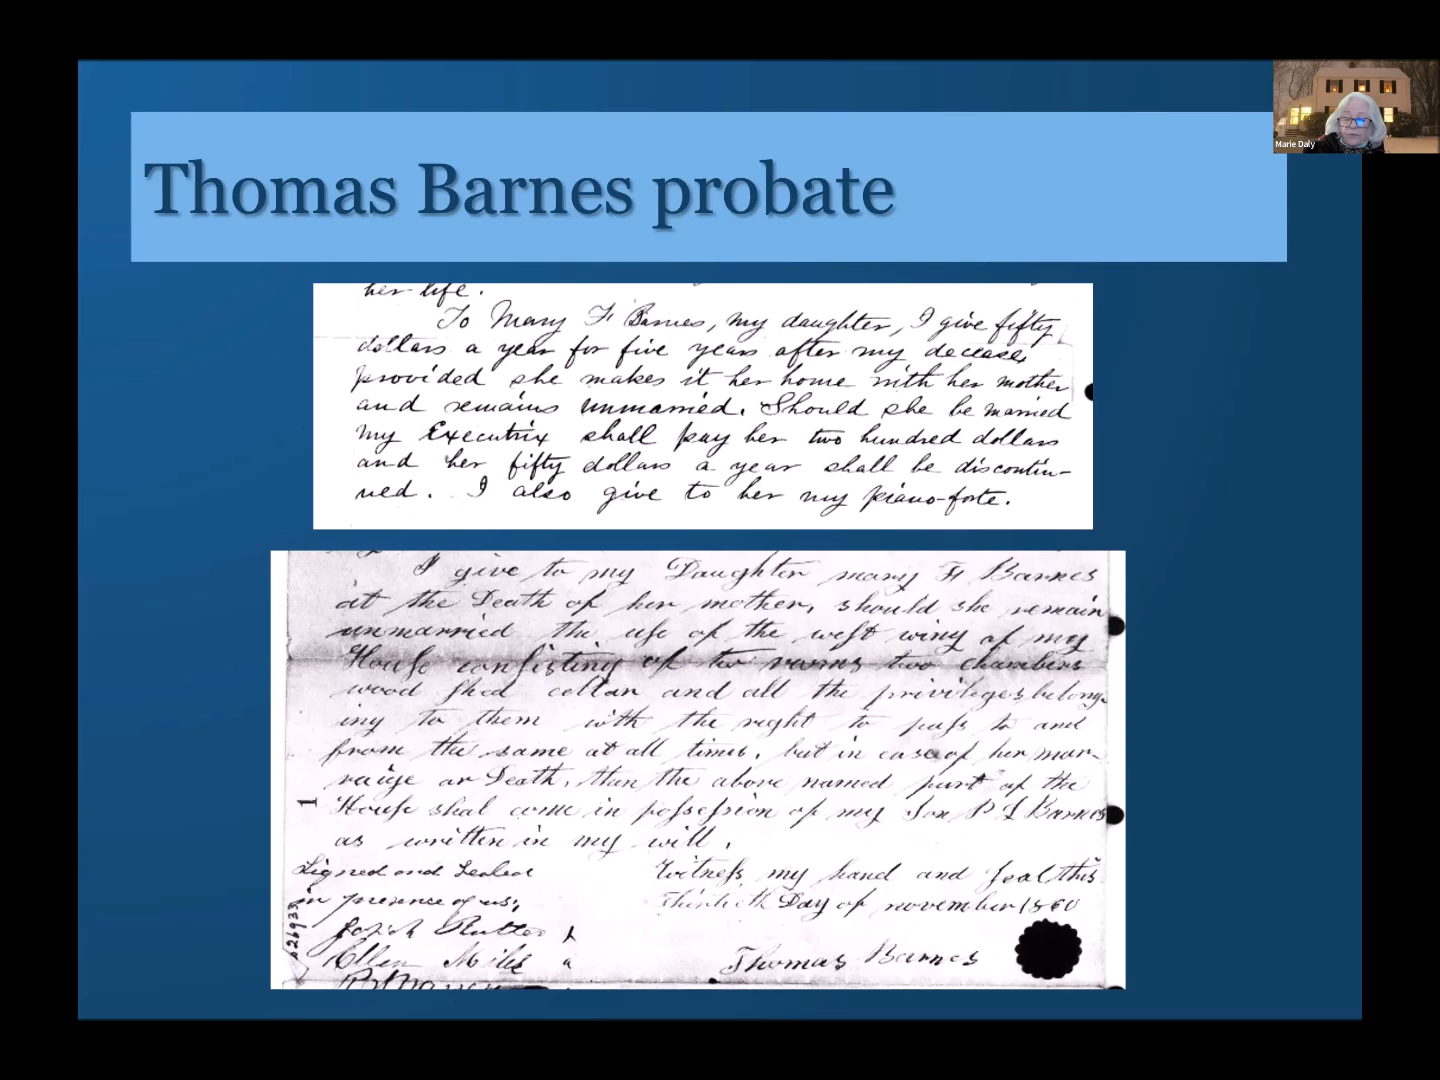 Marie Daly
Thomas Barnes probate
her life.
To Mary F. Barnes, my daughter, I give fifty
dollars a year for five years after my decease,
provided she makes it her home with her mother
and remains unmarried. Should she be married
my Executrix shall pay her two hundred dollars
and her fifty dollars a year shall be discontin-
ued. I also give to her my piano-forte.
I give to my Daughter mary F Barnes
at the Death of her mother, should she remain
unmarried the use of the west wing of my
House consisting of two rooms two chambers
wood shed cellar and all the privileges belong-
ing to them with the right to pass to and
from the same at all times, but in case of her mar-
raige or Death, then the above named part of the
House shal come in possession of my Son P I Barnes
as written in my will.
Signed and Sealed
in presence of us,
Witness my hand and seal this
Thirtieth Day of november 1860
Ellen Mills
Thomas Barnes
1